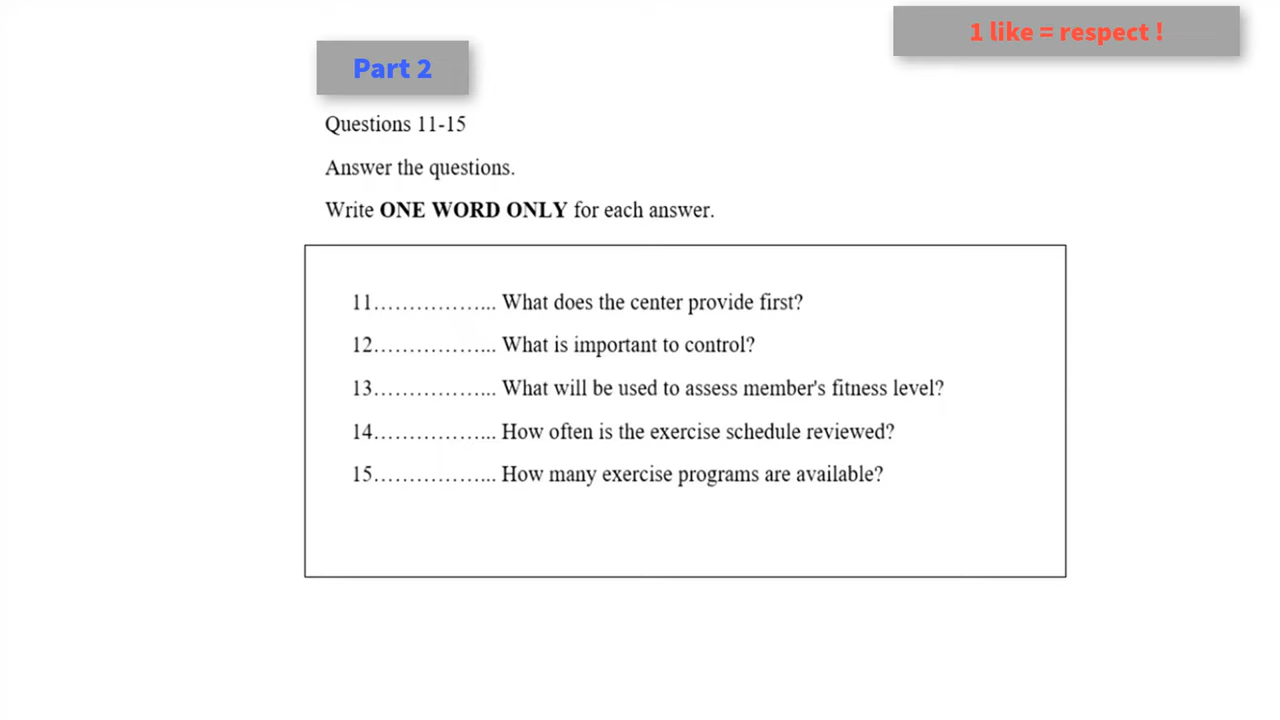 1 like = respect !
Part 2
Questions 11-15
Answer the questions.
Write ONE WORD ONLY for each answer.
11……………... What does the center provide first?
12……………... What is important to control?
13……………... What will be used to assess member's fitness level?
14……………... How often is the exercise schedule reviewed?
15……………... How many exercise programs are available?